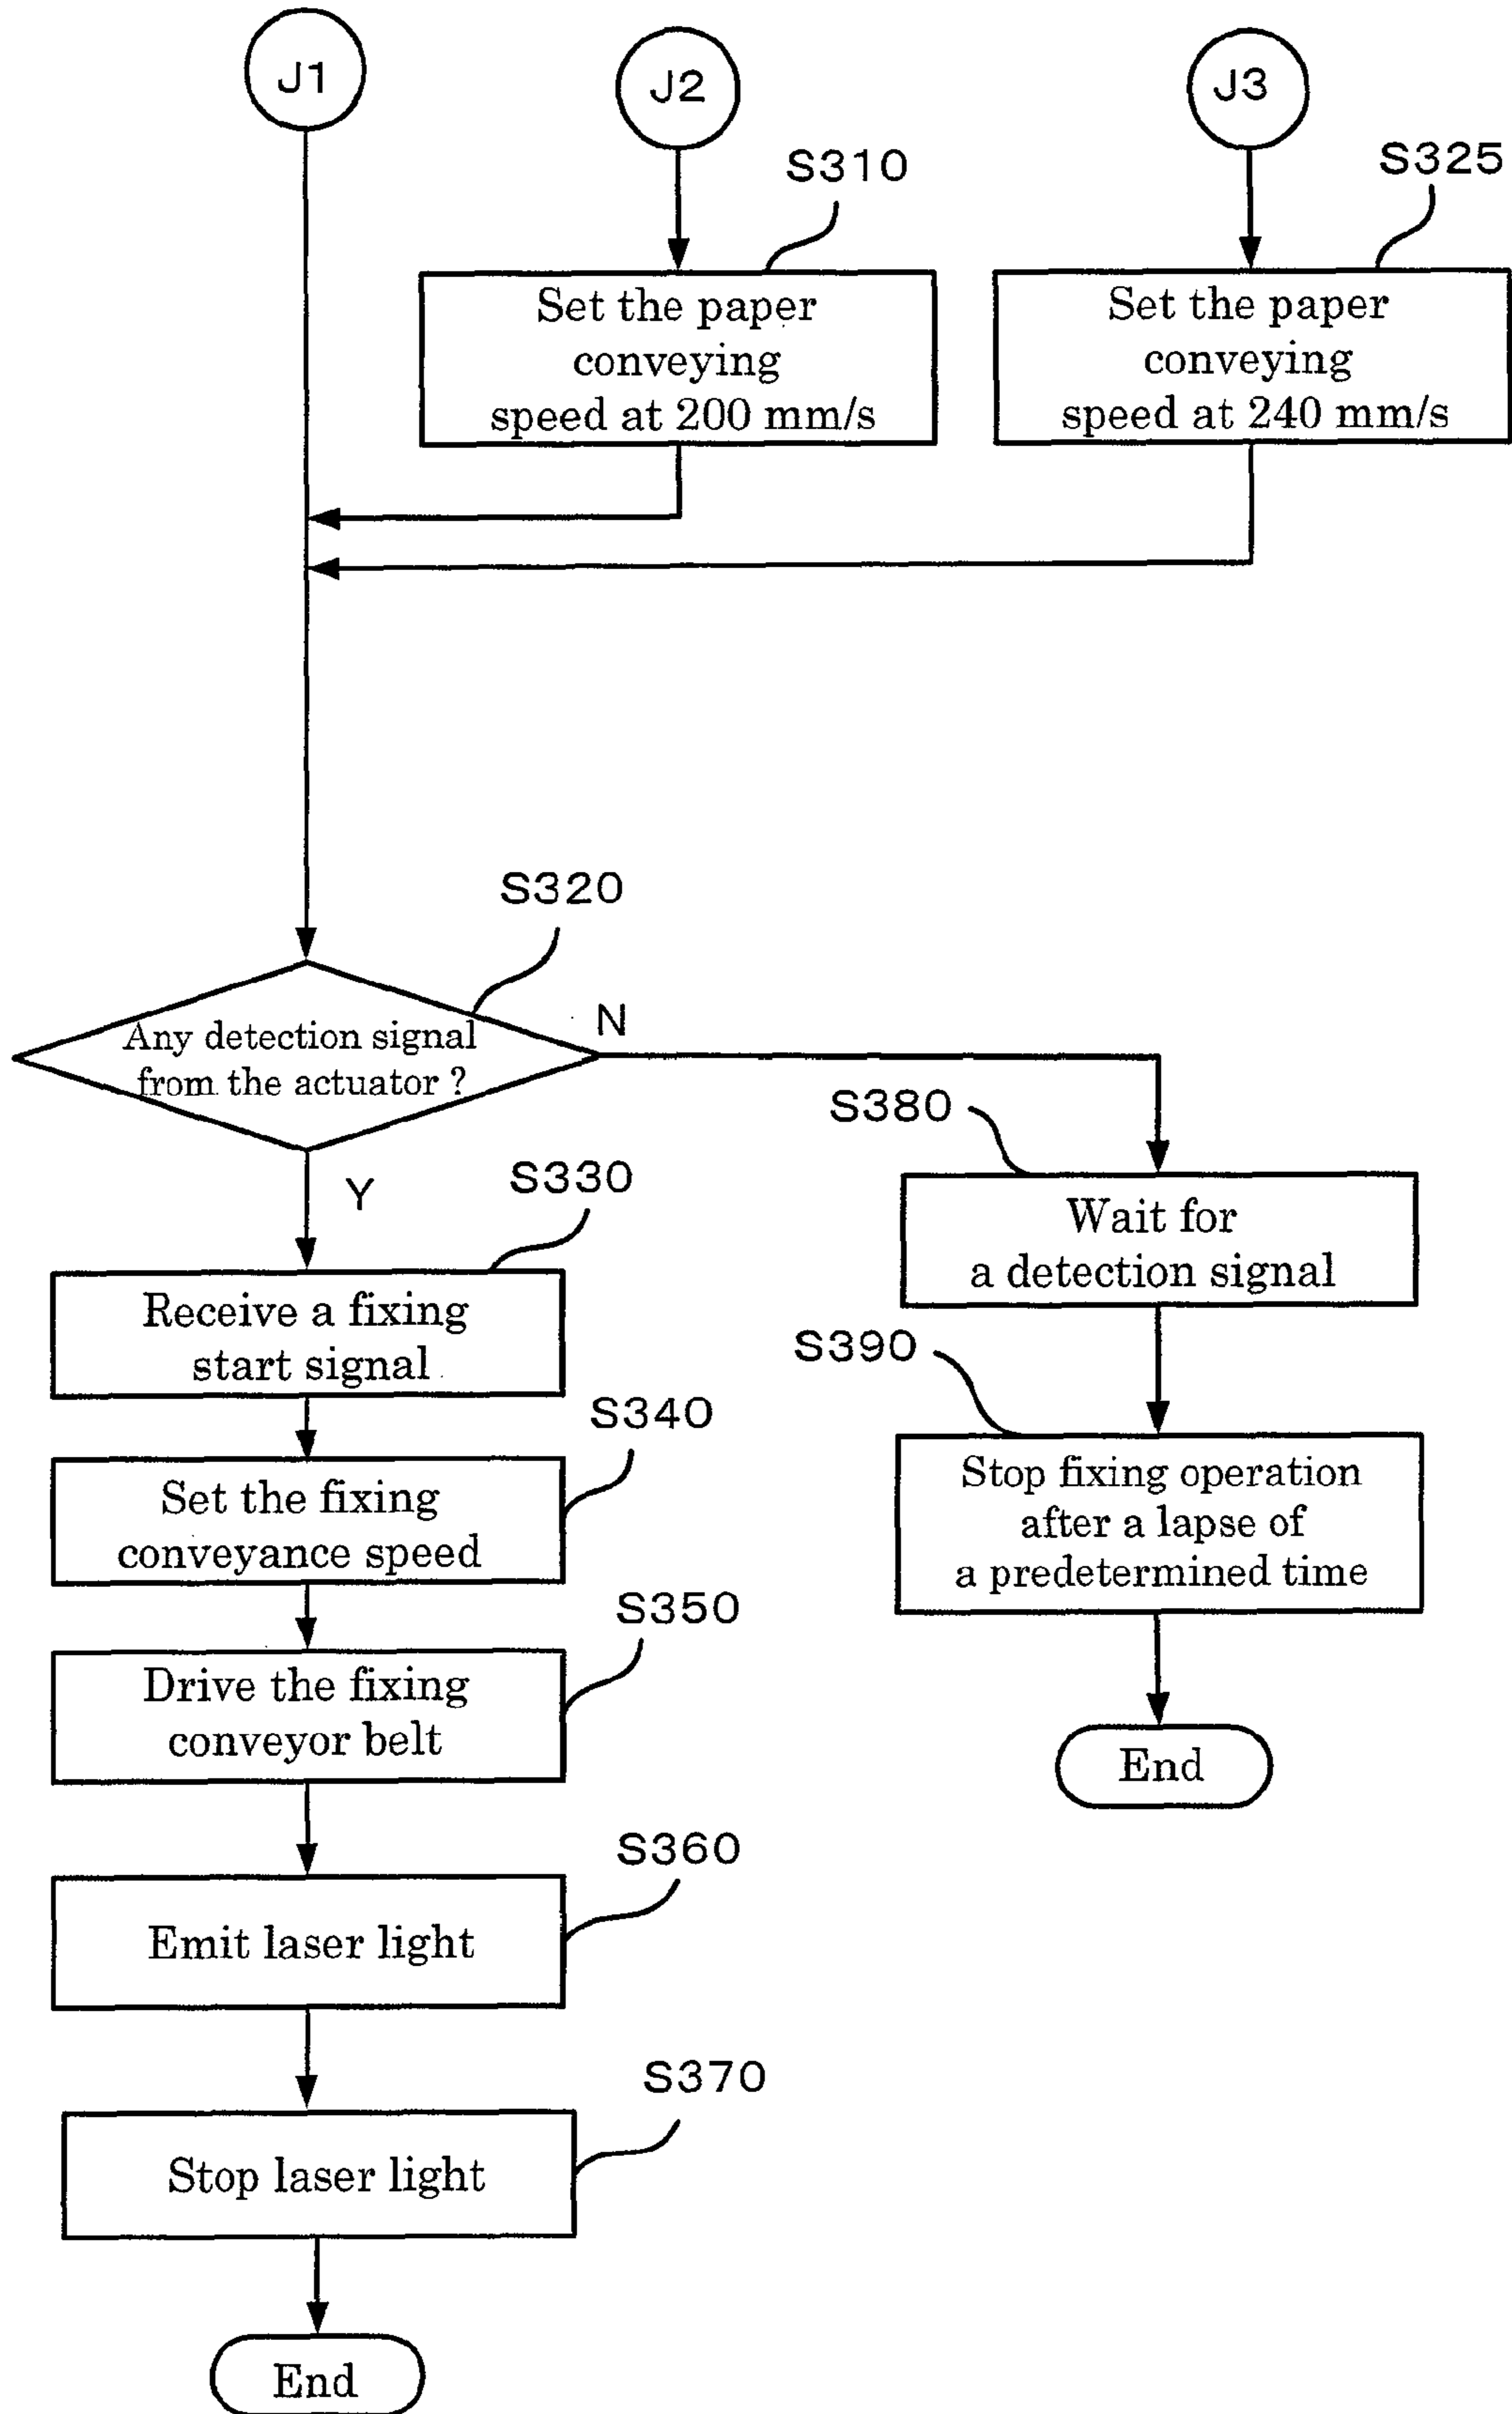 J1
J2
J3
S310
S325
Set the paper
conveying
speed at 200 mm/s
Set the paper
conveying
speed at 240 mm/s
S320
Any detection signal
from the actuator ?
N
Y
S380
Wait for
a detection signal
S330
Receive a fixing
start signal
S390
Stop fixing operation
after a lapse of
a predetermined time
End
S340
Set the fixing
conveyance speed
S350
Drive the fixing
conveyor belt
S360
Emit laser light
S370
Stop laser light
End